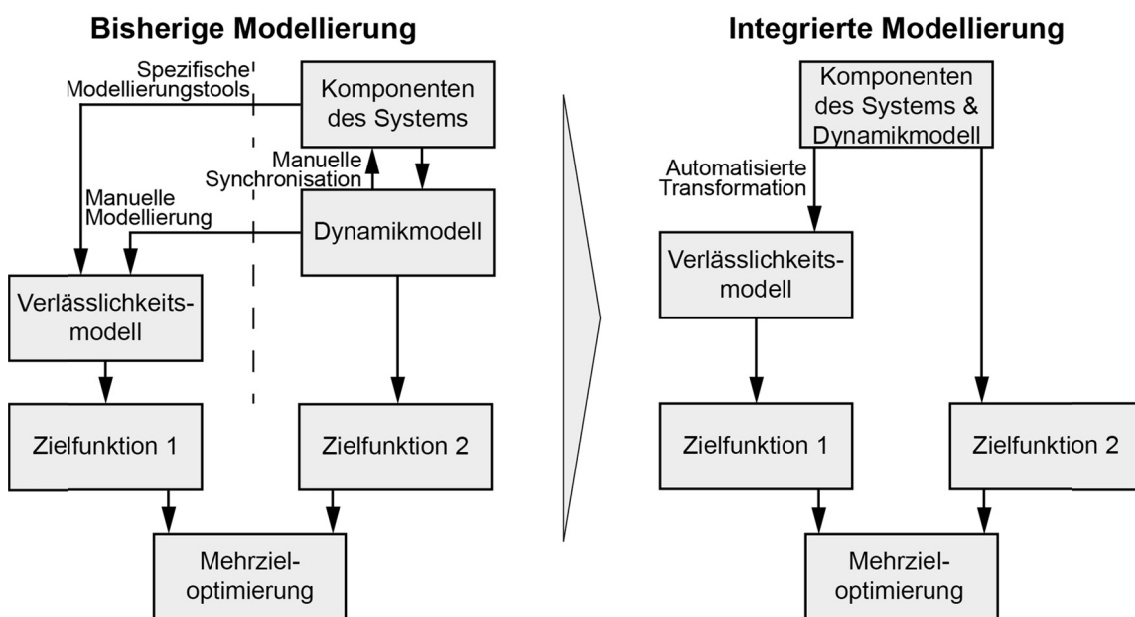 Bisherige Modellierung
Spezifische
Modellierungstools
Komponenten
des Systems
Manuelle
Synchronisation
Manuelle
Modellierung
Dynamikmodell
Verlässlichkeits-
modell
Zielfunktion 1
Zielfunktion 2
Mehrziel-
optimierung
Integrierte Modellierung
Komponenten
des Systems &
Dynamikmodell
Automatisierte
Transformation
Verlässlichkeits-
modell
Zielfunktion 1
Zielfunktion 2
Mehrziel-
optimierung